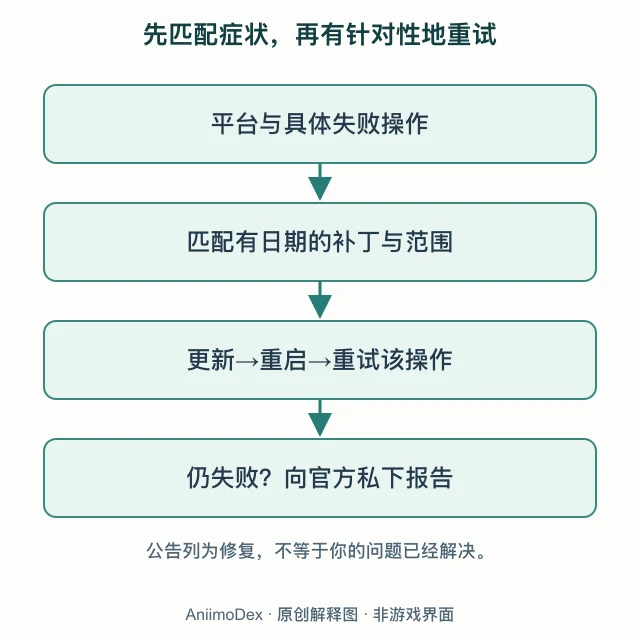 先匹配症状，再有针对性地重试
平台与具体失败操作
匹配有日期的补丁与范围
更新→重启→重试该操作
仍失败？向官方私下报告
公告列为修复，不等于你的问题已经解决。
AniimoDex · 原创解释图 · 非游戏界面